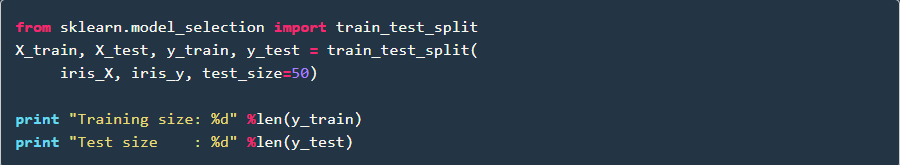 from sklearn.model_selection import train_test_split
X_train, X_test, y_train, y_test = train_test_split(
     iris_X, iris_y, test_size=50)

print "Training size: %d" %len(y_train)
print "Test size    : %d" %len(y_test)